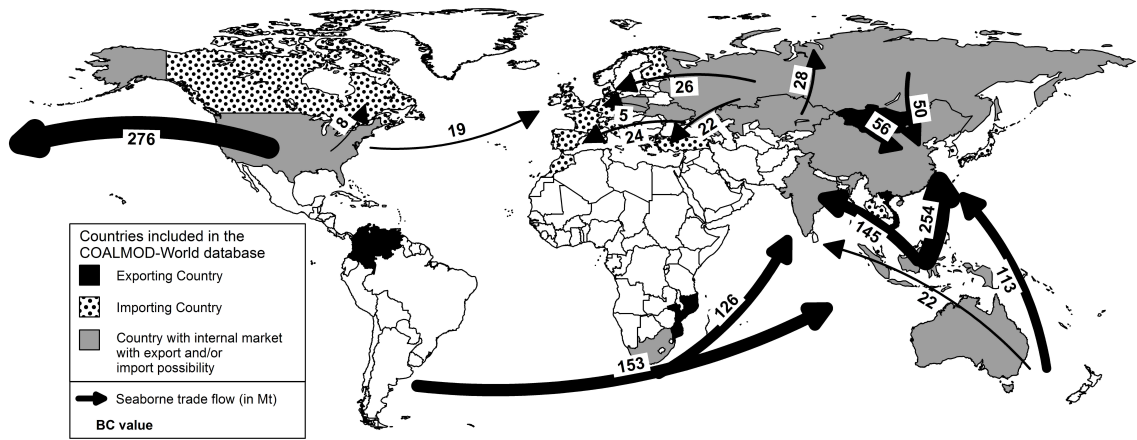 26
28
50
5
22
56
8
19
24
276
254
145
113
22
126
153
Countries included in the
COALMOD-World database
Exporting Country
Importing Country
Country with internal market
with export and/or
import possibility
Seaborne trade flow (in Mt)
BC value